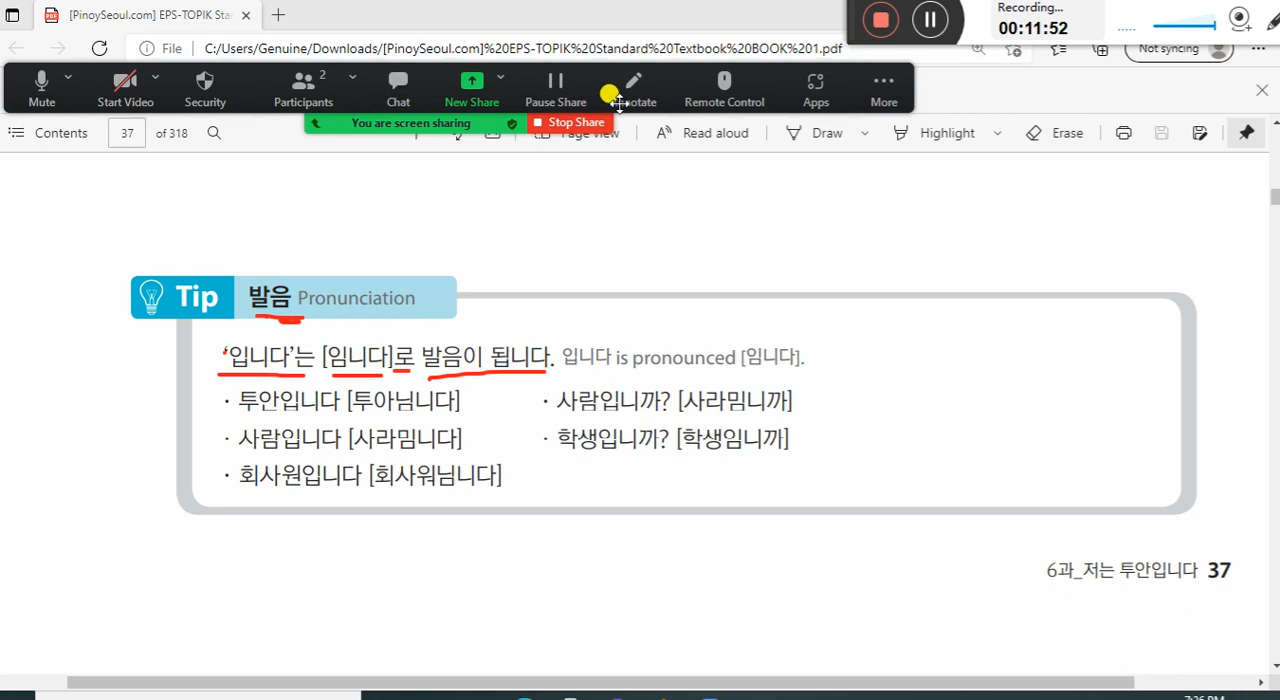 [PinoySeoul.com] EPS-TOPIK Sta
Recording...
00:11:52
File
C:/Users/Genuine/Downloads/[PinoySeoul.com]%20EPS-TOPIK%20Standard%20Textbook%20BOOK%201.pdf
Not syncing
Mute
Start Video
Security
2
Participants
Chat
New Share
Pause Share
Remote Control
Apps
More
You are screen sharing
Stop Share
Contents
37
of 318
Read aloud
Draw
Highlight
Erase
Tip
발음 Pronunciation
‘입니다’는 [임니다]로 발음이 됩니다. 입니다 is pronounced [임니다].
· 투안입니다 [투아님니다]
· 사람입니까? [사라밈니까]
· 사람입니다 [사라밈니다]
· 학생입니까? [학생임니까]
· 회사원입니다 [회사워님니다]
6과_저는 투안입니다 37